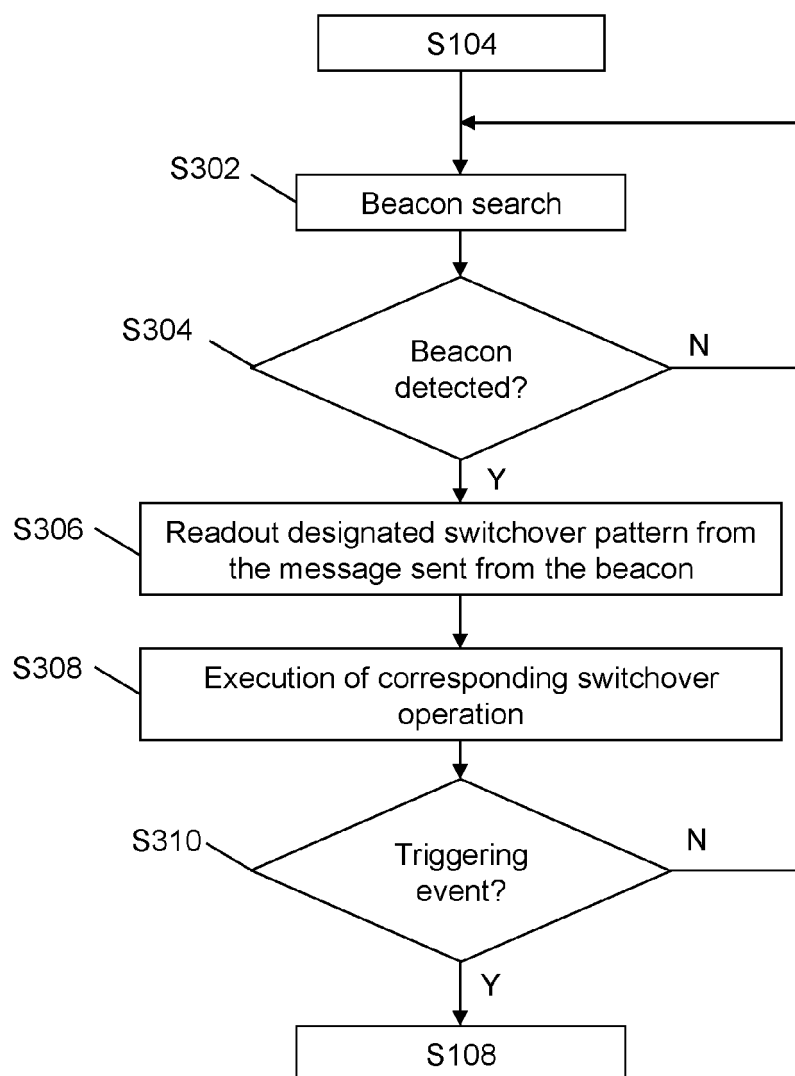 S104
S302
Beacon search
S304
Beacon
detected?
N
Y
S306
Readout designated switchover pattern from
the message sent from the beacon
S308
Execution of corresponding switchover
operation
S310
Triggering
event?
N
Y
S108